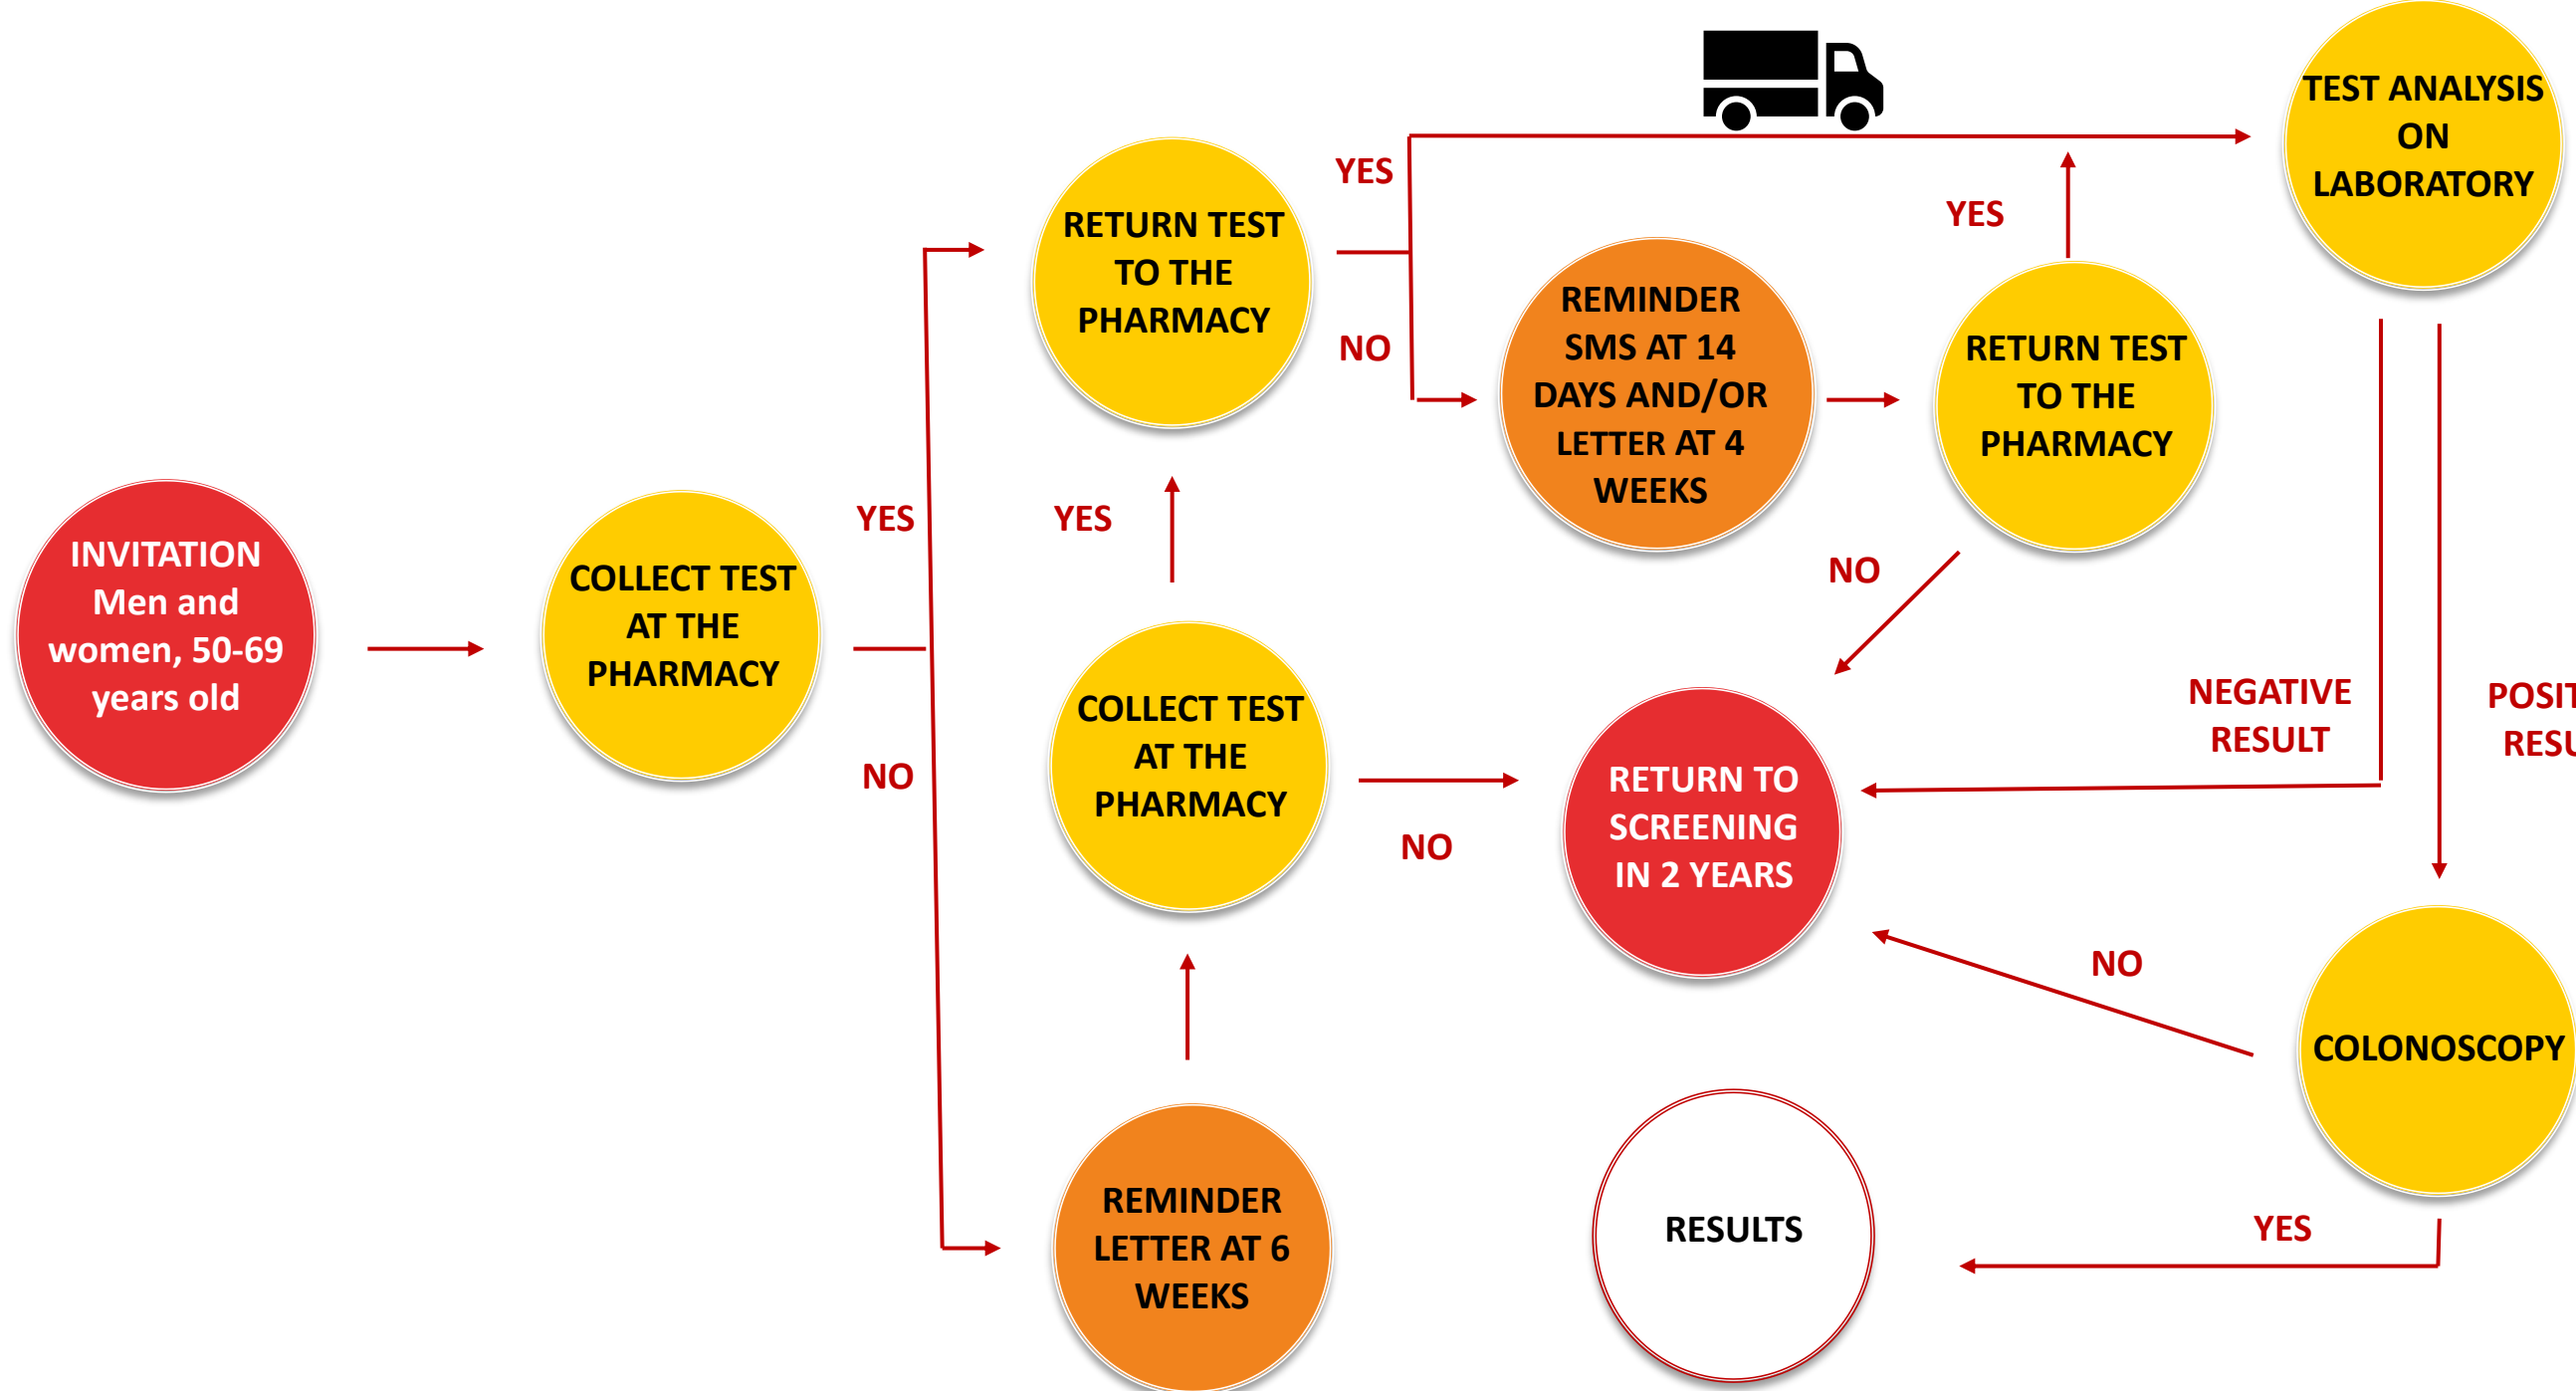 INVITATION
Men and
women, 50-69
years old
COLLECT TEST
AT THE
PHARMACY
YES
NO
RETURN TEST
TO THE
PHARMACY
YES
NO
YES
COLLECT TEST
AT THE
PHARMACY
NO
REMINDER
LETTER AT 6
WEEKS
REMINDER
SMS AT 14
DAYS AND/OR
LETTER AT 4
WEEKS
RETURN TEST
TO THE
PHARMACY
YES
NO
TEST ANALYSIS
ON
LABORATORY
NEGATIVE
RESULT
RETURN TO
SCREENING
IN 2 YEARS
COLONOSCOPY
NO
YES
RESULTS